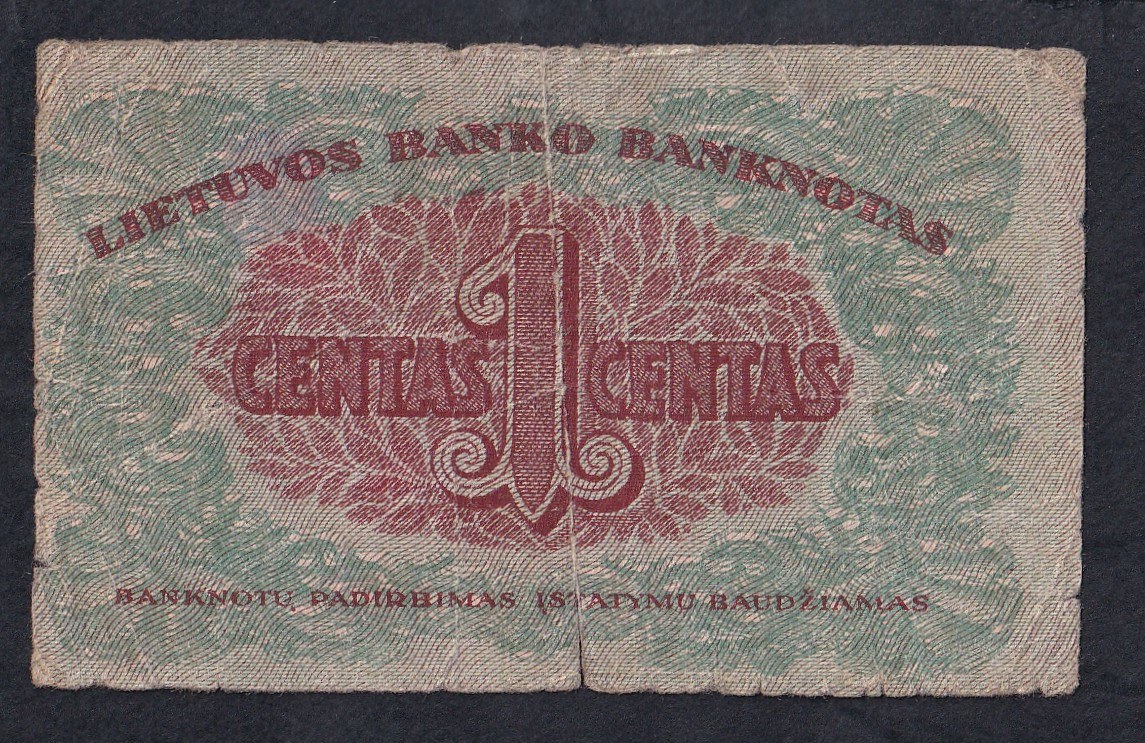 LIETUVOS BANKO BANKNOTAS
CENTAS 1 CENTAS
BANKNOTŲ PADIRBIMAS ĮSTATYMU BAUDŽIAMAS